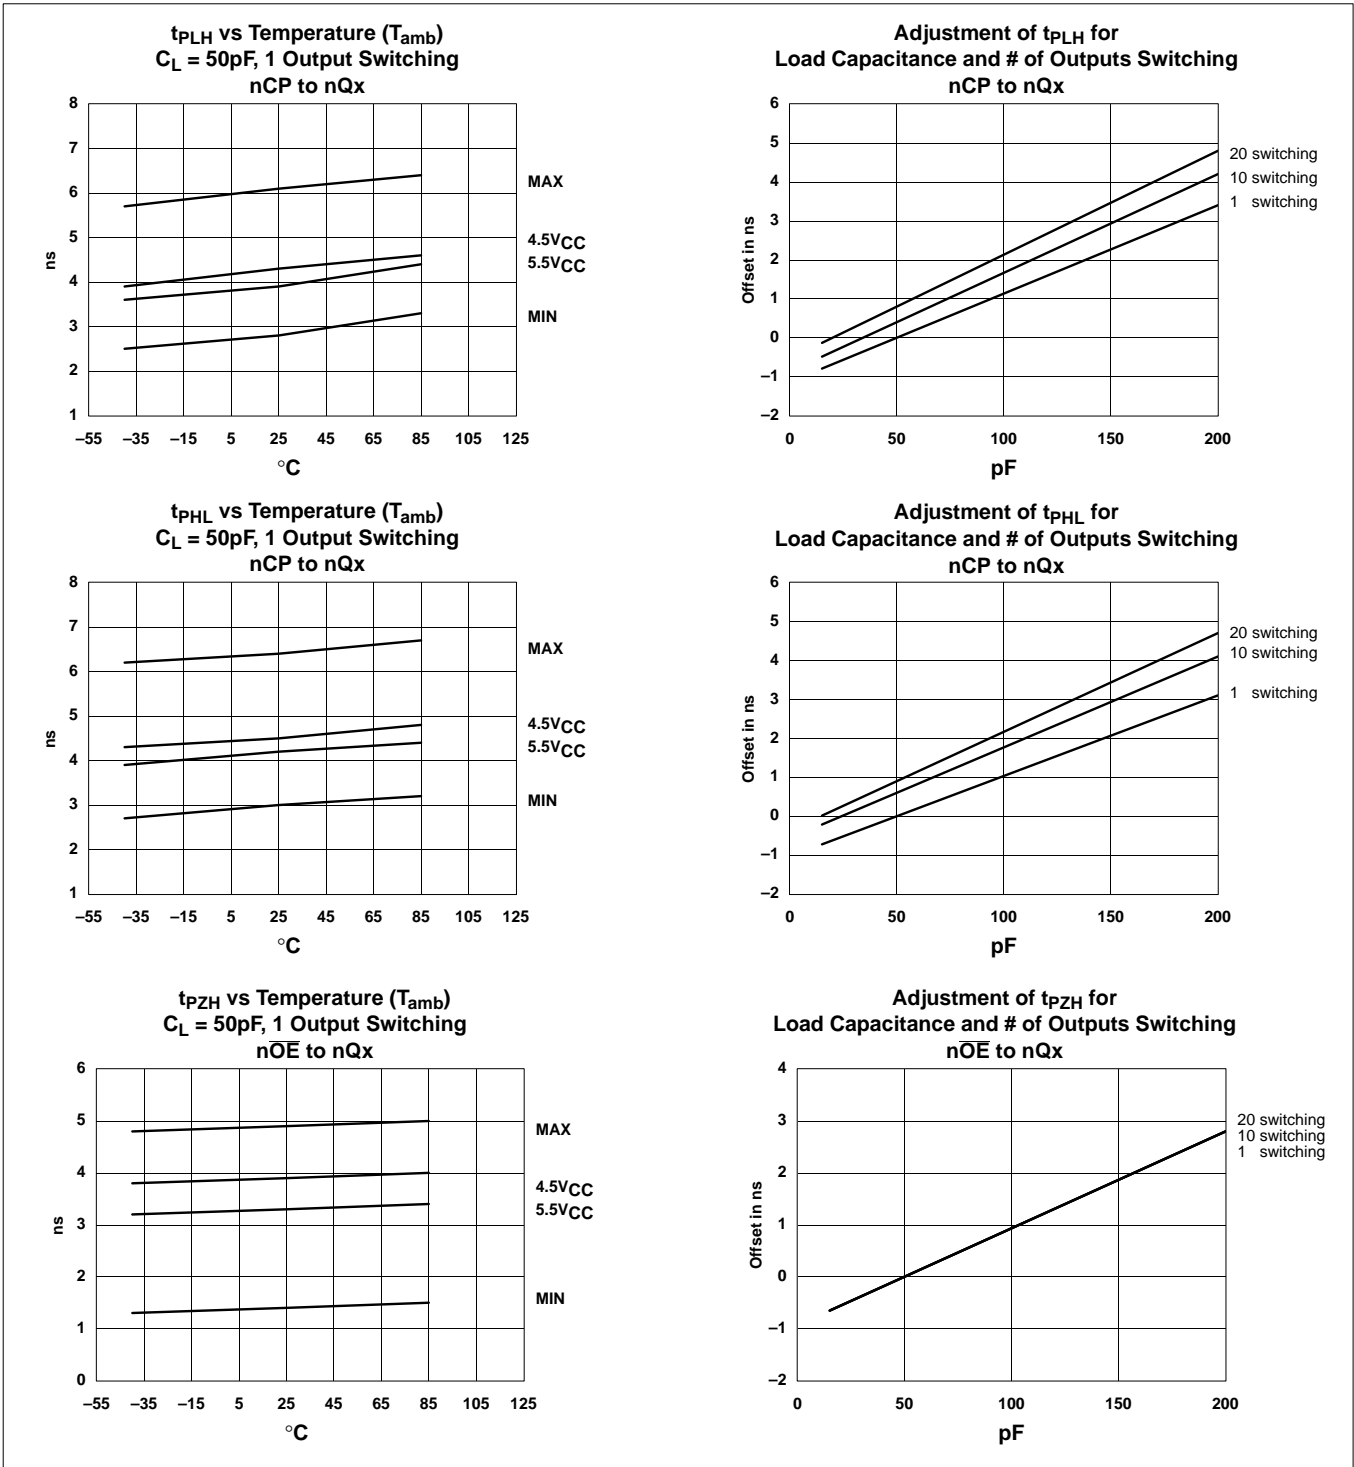 tPLH vs Temperature (Tamb)
CL = 50pF, 1 Output Switching
nCP to nQx
8
7
6
5
4
3
2
1
ns
–55 –35 –15 5 25 45 65 85 105 125
°C
MAX
4.5VCC
5.5VCC
MIN
Adjustment of tPLH for
Load Capacitance and # of Outputs Switching
nCP to nQx
6
5
4
3
2
1
0
–1
–2
Offset in ns
0 50 100 150 200
pF
20 switching
10 switching
1 switching
tPHL vs Temperature (Tamb)
CL = 50pF, 1 Output Switching
nCP to nQx
8
7
6
5
4
3
2
1
ns
–55 –35 –15 5 25 45 65 85 105 125
°C
MAX
4.5VCC
5.5VCC
MIN
Adjustment of tPHL for
Load Capacitance and # of Outputs Switching
nCP to nQx
6
5
4
3
2
1
0
–1
–2
Offset in ns
0 50 100 150 200
pF
20 switching
10 switching
1 switching
tPZH vs Temperature (Tamb)
CL = 50pF, 1 Output Switching
nO̅E̅ to nQx
6
5
4
3
2
1
0
ns
–55 –35 –15 5 25 45 65 85 105 125
°C
MAX
4.5VCC
5.5VCC
MIN
Adjustment of tPZH for
Load Capacitance and # of Outputs Switching
nO̅E̅ to nQx
4
3
2
1
0
–1
–2
Offset in ns
0 50 100 150 200
pF
20 switching
10 switching
1 switching